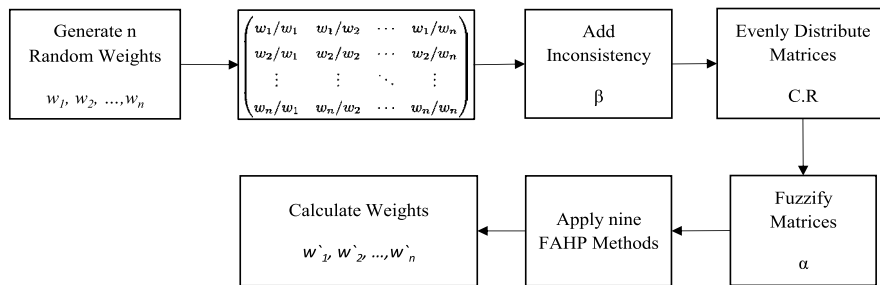 Generate n
Random Weights
w₁, w₂, ...,wₙ
w₁/w₁ w₁/w₂ ⋯ w₁/wₙ
w₂/w₁ w₂/w₂ ⋯ w₂/wₙ
⋮ ⋮ ⋱ ⋮
wₙ/w₁ wₙ/w₂ ⋯ wₙ/wₙ
Add
Inconsistency
β
Evenly Distribute
Matrices
C.R
Fuzzify
Matrices
α
Apply nine
FAHP Methods
Calculate Weights
w`₁, w`₂, ...,w`ₙ